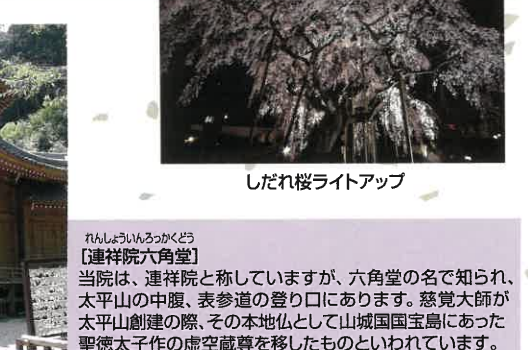 しだれ桜ライトアップ
れんしょういんろっかくどう
[連祥院六角堂]
当院は、連祥院と称していますが、六角堂の名で知られ、
太平山の中腹、表参道の登り口にあります。慈覚大師が
太平山創建の際、その本地仏として山城国国宝島にあった
聖徳太子作の虚空蔵尊を移したものといわれています。